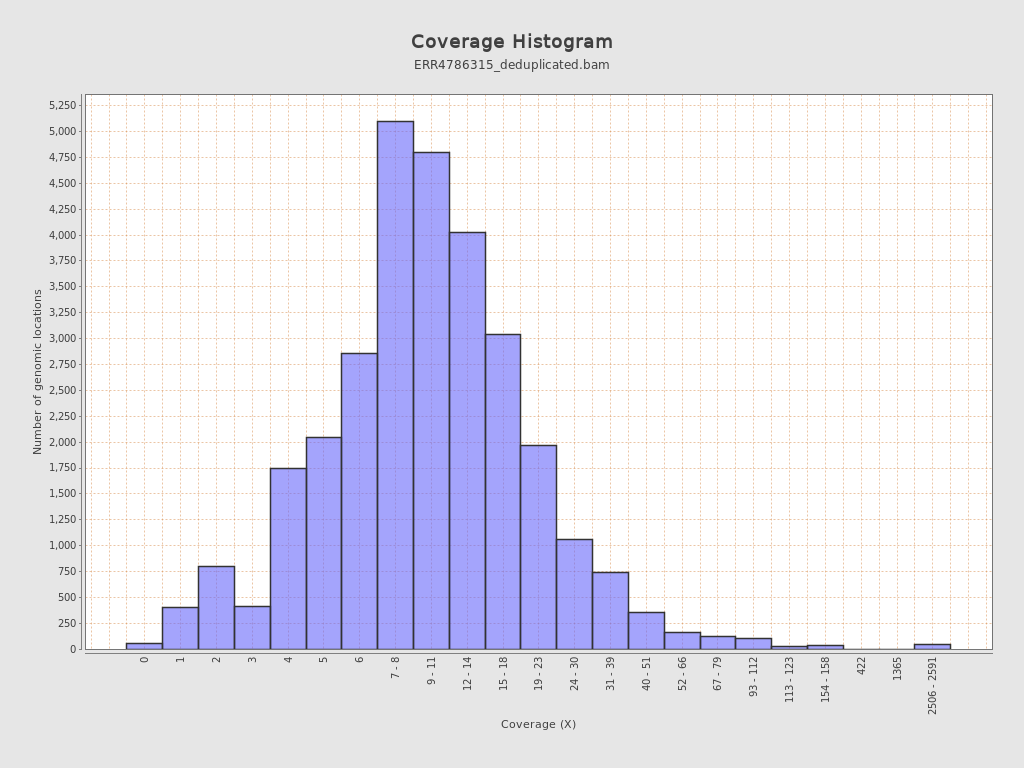 Coverage Histogram
ERR4786315_deduplicated.bam
Number of genomic locations
5,250
5,000
4,750
4,500
4,250
4,000
3,750
3,500
3,250
3,000
2,750
2,500
2,250
2,000
1,750
1,500
1,250
1,000
750
500
250
0
0
1
2
3
4
5
6
7 - 8
9 - 11
12 - 14
15 - 18
19 - 23
24 - 30
31 - 39
40 - 51
52 - 66
67 - 79
93 - 112
113 - 123
154 - 158
422
1365
2506 - 2591
Coverage (X)